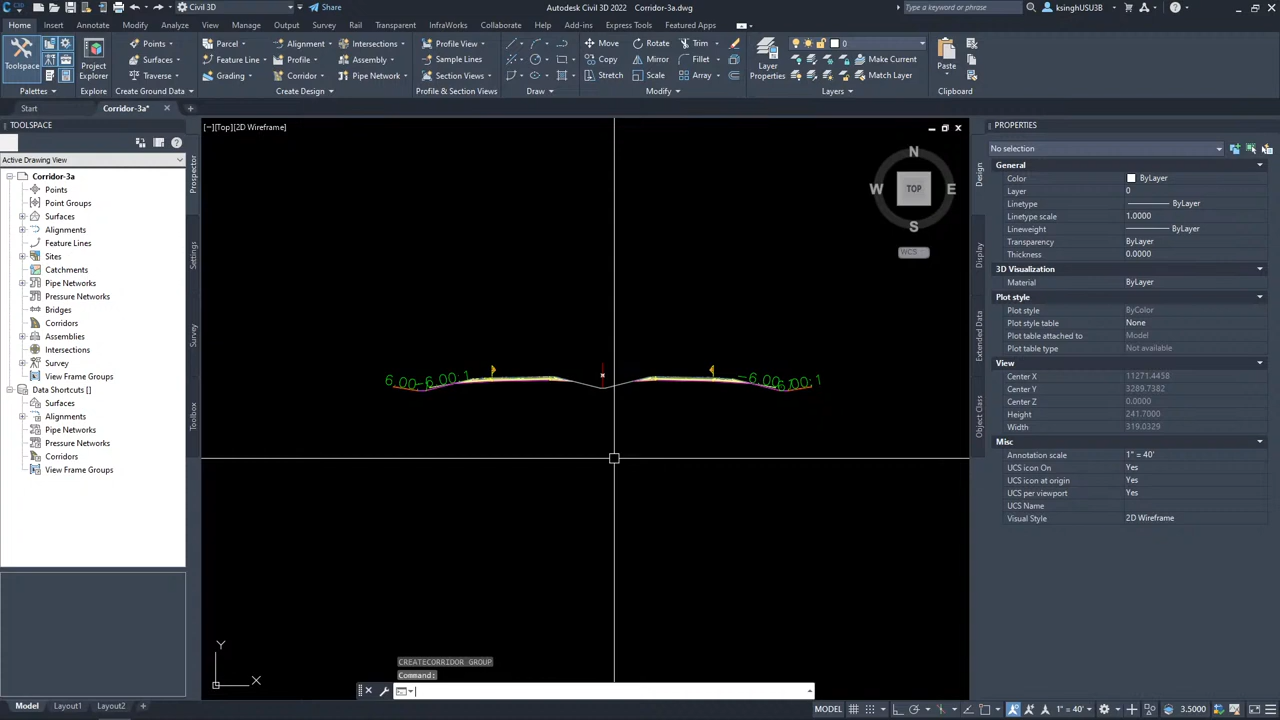 Civil 3D
Share
Autodesk Civil 3D 2022 Corridor-3a.dwg
Type a keyword or phrase
ksinghUSU3B
Home Insert Annotate Modify Analyze View Manage Output Survey Rail Transparent InfraWorks Collaborate Help Add-ins Express Tools Featured Apps
Toolspace
Project Explorer
Points
Surfaces
Traverse
Parcel
Feature Line
Grading
Alignment
Profile
Corridor
Intersections
Assembly
Pipe Network
Profile View
Sample Lines
Section Views
Move
Copy
Stretch
Rotate
Mirror
Scale
Trim
Fillet
Array
Layer Properties
0
Make Current
Match Layer
Paste
Palettes
Explore
Create Ground Data
Create Design
Profile & Section Views
Draw
Modify
Layers
Clipboard
Start
Corridor-3a*
TOOLSPACE
Active Drawing View
Corridor-3a
Points
Point Groups
Surfaces
Alignments
Feature Lines
Sites
Catchments
Pipe Networks
Pressure Networks
Bridges
Corridors
Assemblies
Intersections
Survey
View Frame Groups
Data Shortcuts []
Surfaces
Alignments
Pipe Networks
Pressure Networks
Corridors
View Frame Groups
Prospector
Settings
Survey
Toolbox
[−][Top][2D Wireframe]
N
W TOP E
S
WCS
CREATECORRIDOR GROUP
Command:
Y
X
Design
Display
Extended Data
Object Class
PROPERTIES
No selection
General
Color ByLayer
Layer 0
Linetype ByLayer
Linetype scale 1.0000
Lineweight ByLayer
Transparency ByLayer
Thickness 0.0000
3D Visualization
Material ByLayer
Plot style
Plot style ByColor
Plot style table None
Plot table attached to Model
Plot table type Not available
View
Center X 11271.4458
Center Y 3289.7382
Center Z 0.0000
Height 241.7000
Width 319.0329
Misc
Annotation scale 1" = 40'
UCS icon On Yes
UCS icon at origin Yes
UCS per viewport Yes
UCS Name
Visual Style 2D Wireframe
Model Layout1 Layout2
MODEL
1" = 40'
3.5000